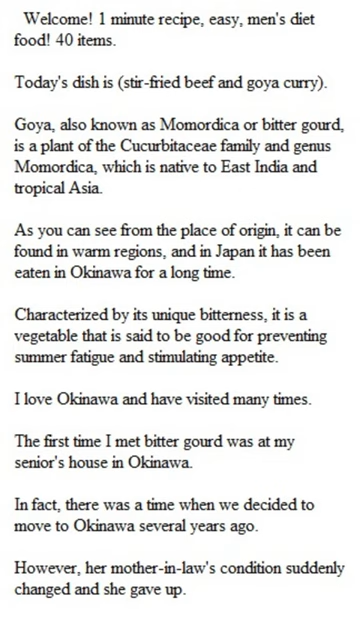 Welcome! 1 minute recipe, easy, men's diet
food! 40 items.
Today's dish is (stir-fried beef and goya curry).
Goya, also known as Momordica or bitter gourd,
is a plant of the Cucurbitaceae family and genus
Momordica, which is native to East India and
tropical Asia.
As you can see from the place of origin, it can be
found in warm regions, and in Japan it has been
eaten in Okinawa for a long time.
Characterized by its unique bitterness, it is a
vegetable that is said to be good for preventing
summer fatigue and stimulating appetite.
I love Okinawa and have visited many times.
The first time I met bitter gourd was at my
senior's house in Okinawa.
In fact, there was a time when we decided to
move to Okinawa several years ago.
However, her mother-in-law's condition suddenly
changed and she gave up.